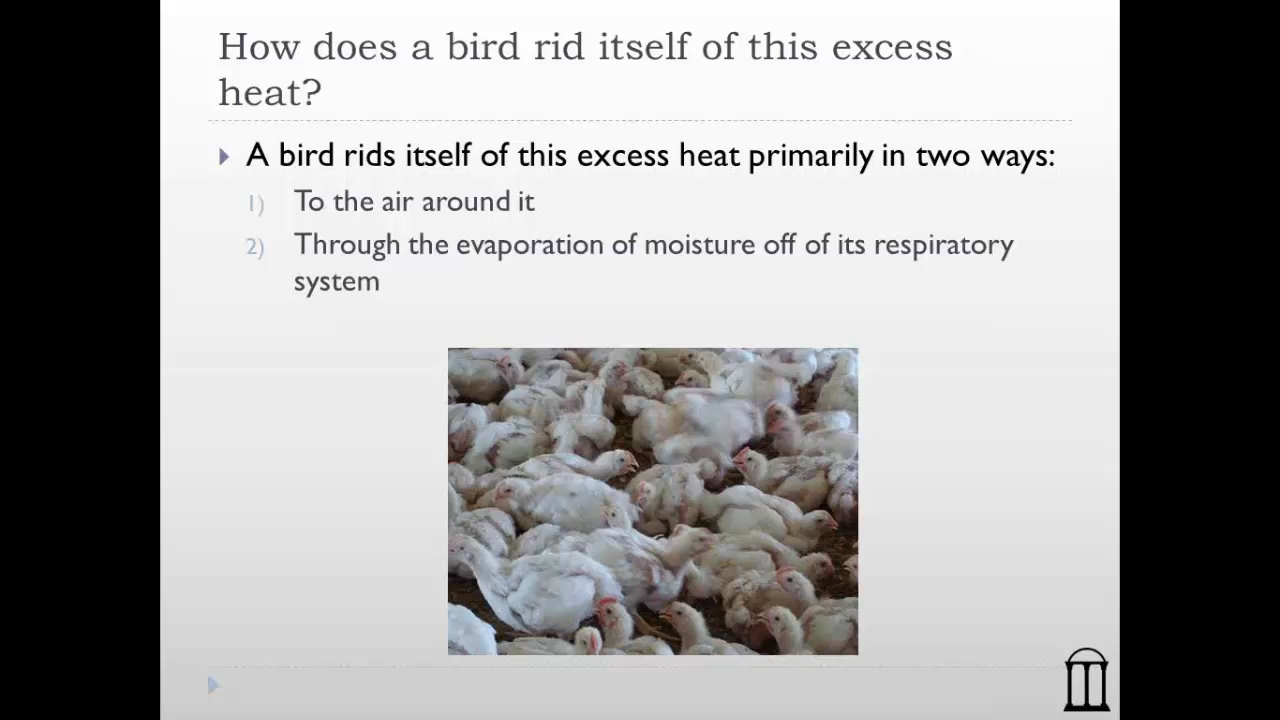 How does a bird rid itself of this excess
heat?
A bird rids itself of this excess heat primarily in two ways:
1) To the air around it
2) Through the evaporation of moisture off of its respiratory
system